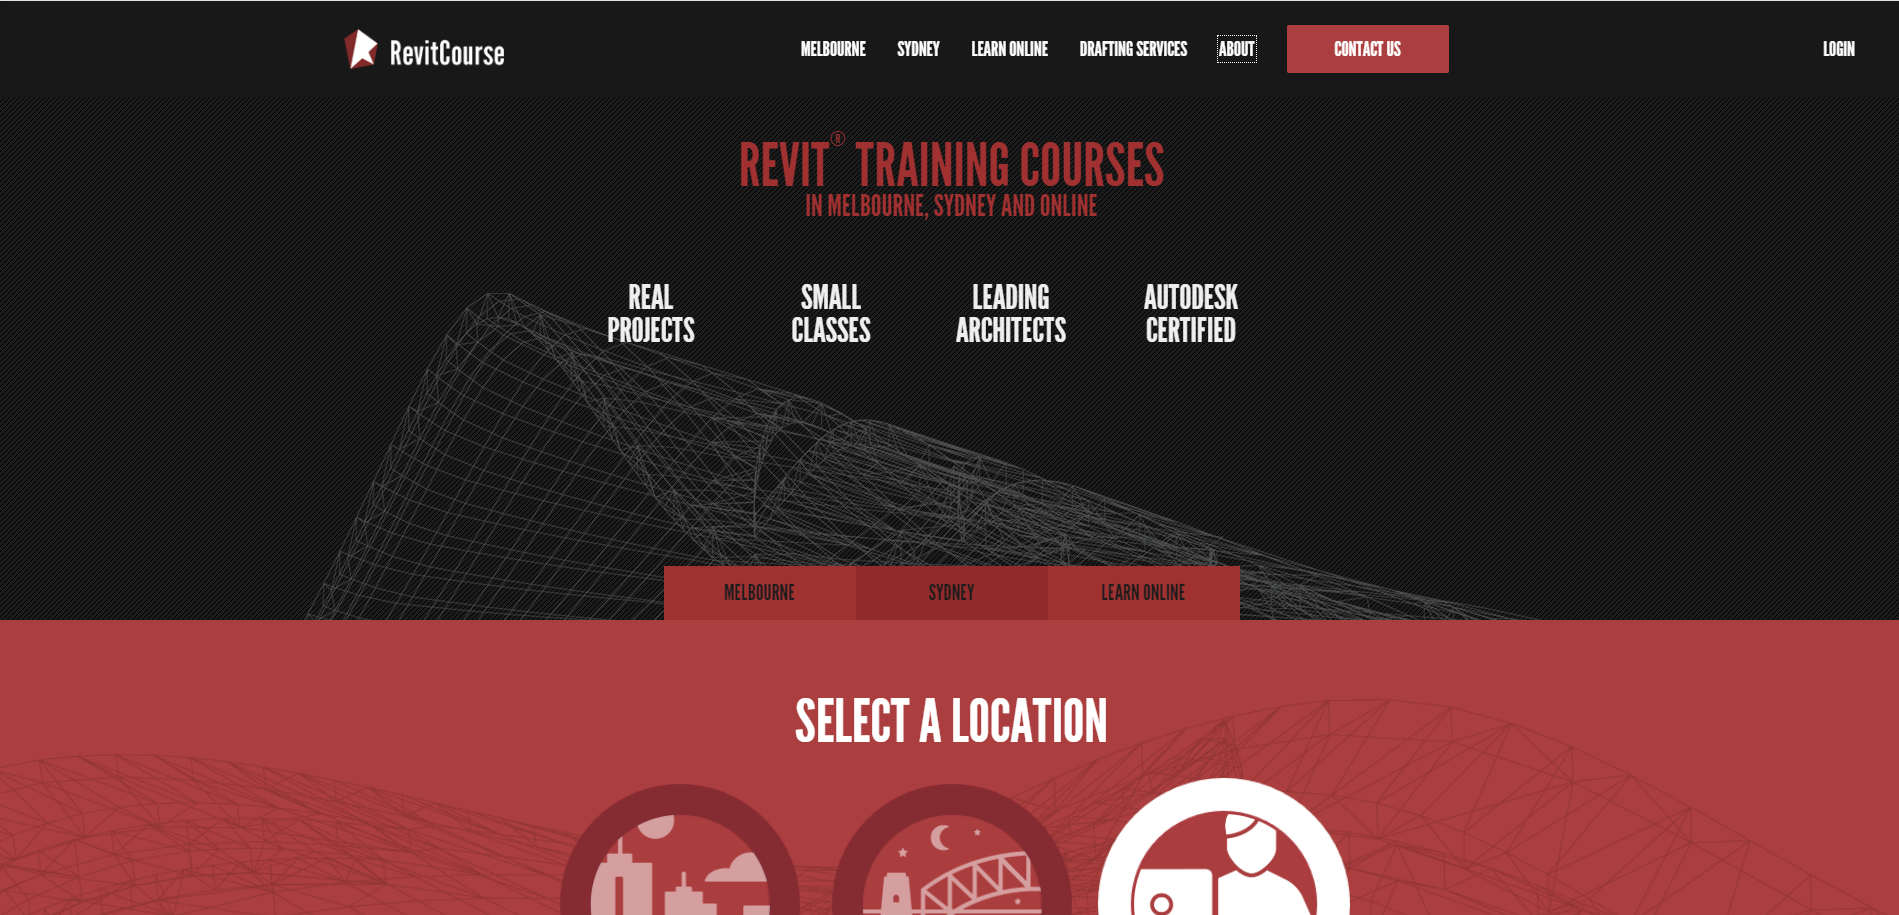 RevitCourse
MELBOURNE SYDNEY LEARN ONLINE DRAFTING SERVICES ABOUT CONTACT US LOGIN
REVIT® TRAINING COURSES
IN MELBOURNE, SYDNEY AND ONLINE
REAL PROJECTS
SMALL CLASSES
LEADING ARCHITECTS
AUTODESK CERTIFIED
MELBOURNE SYDNEY LEARN ONLINE
SELECT A LOCATION